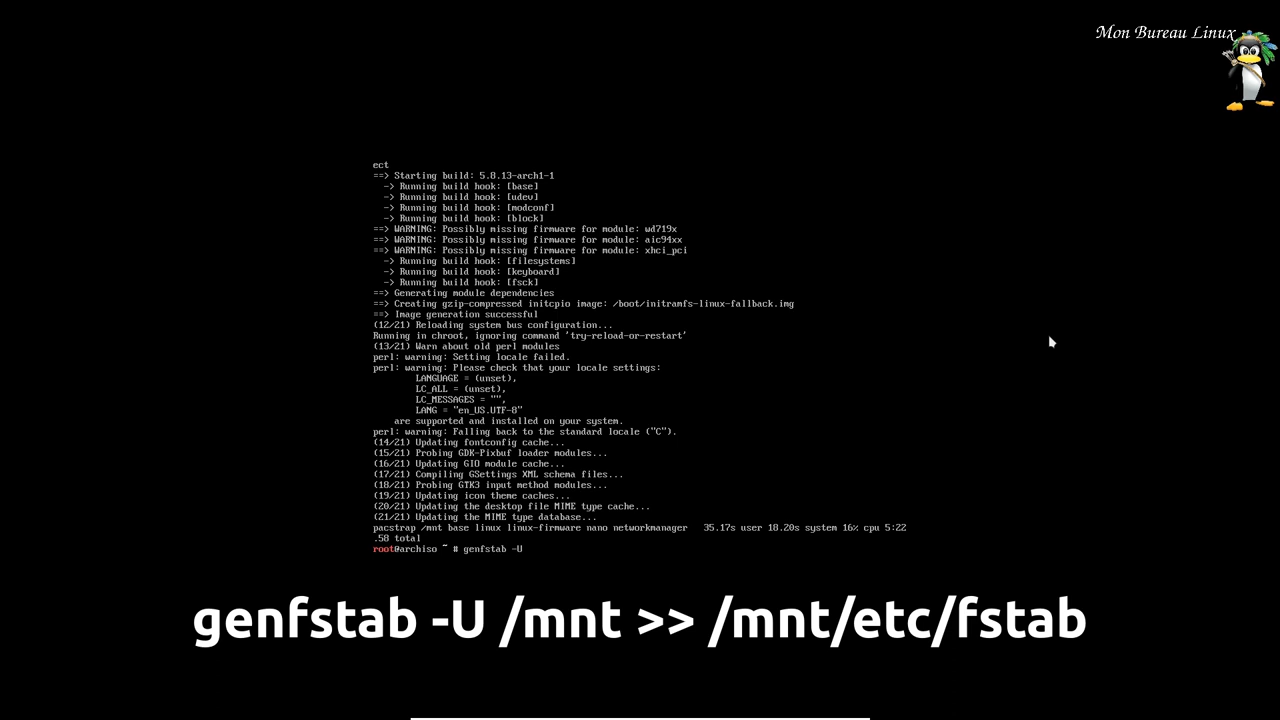 Mon Bureau Linux
ect
==> Starting build: 5.8.13-arch1-1
-> Running build hook: [base]
-> Running build hook: [udev]
-> Running build hook: [modconf]
-> Running build hook: [block]
==> WARNING: Possibly missing firmware for module: wd719x
==> WARNING: Possibly missing firmware for module: aic94xx
==> WARNING: Possibly missing firmware for module: xhci_pci
-> Running build hook: [filesystems]
-> Running build hook: [keyboard]
-> Running build hook: [fsck]
==> Generating module dependencies
==> Creating gzip-compressed initcpio image: /boot/initramfs-linux-fallback.img
==> Image generation successful
(12/21) Reloading system bus configuration...
Running in chroot, ignoring command 'try-reload-or-restart'
(13/21) Warn about old perl modules
perl: warning: Setting locale failed.
perl: warning: Please check that your locale settings:
LANGUAGE = (unset),
LC_ALL = (unset),
LC_MESSAGES = "",
LANG = "en_US.UTF-8"
are supported and installed on your system.
perl: warning: Falling back to the standard locale ("C").
(14/21) Updating fontconfig cache...
(15/21) Probing GDK-Pixbuf loader modules...
(16/21) Updating GIO module cache...
(17/21) Compiling GSettings XML schema files...
(18/21) Probing GTK3 input method modules...
(19/21) Updating icon theme caches...
(20/21) Updating the desktop file MIME type cache...
(21/21) Updating the MIME type database...
pacstrap /mnt base linux linux-firmware nano networkmanager 35.17s user 18.20s system 16% cpu 5:22
.58 total
root@archiso ~ # genfstab -U
genfstab -U /mnt >> /mnt/etc/fstab